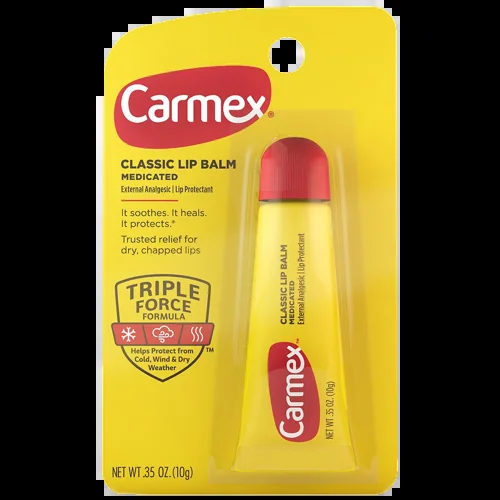 Carmex®
CLASSIC LIP BALM
MEDICATED
External Analgesic | Lip Protectant
It soothes. It heals.
It protects.*
Trusted relief for
dry, chapped lips
TRIPLE
FORCE
FORMULA
Helps Protect from
Cold, Wind & Dry
Weather
™
NET WT .35 OZ. (10g)
CLASSIC LIP BALM
MEDICATED
External Analgesic | Lip Protectant
Carmex™
NET WT .35 OZ. (10g)